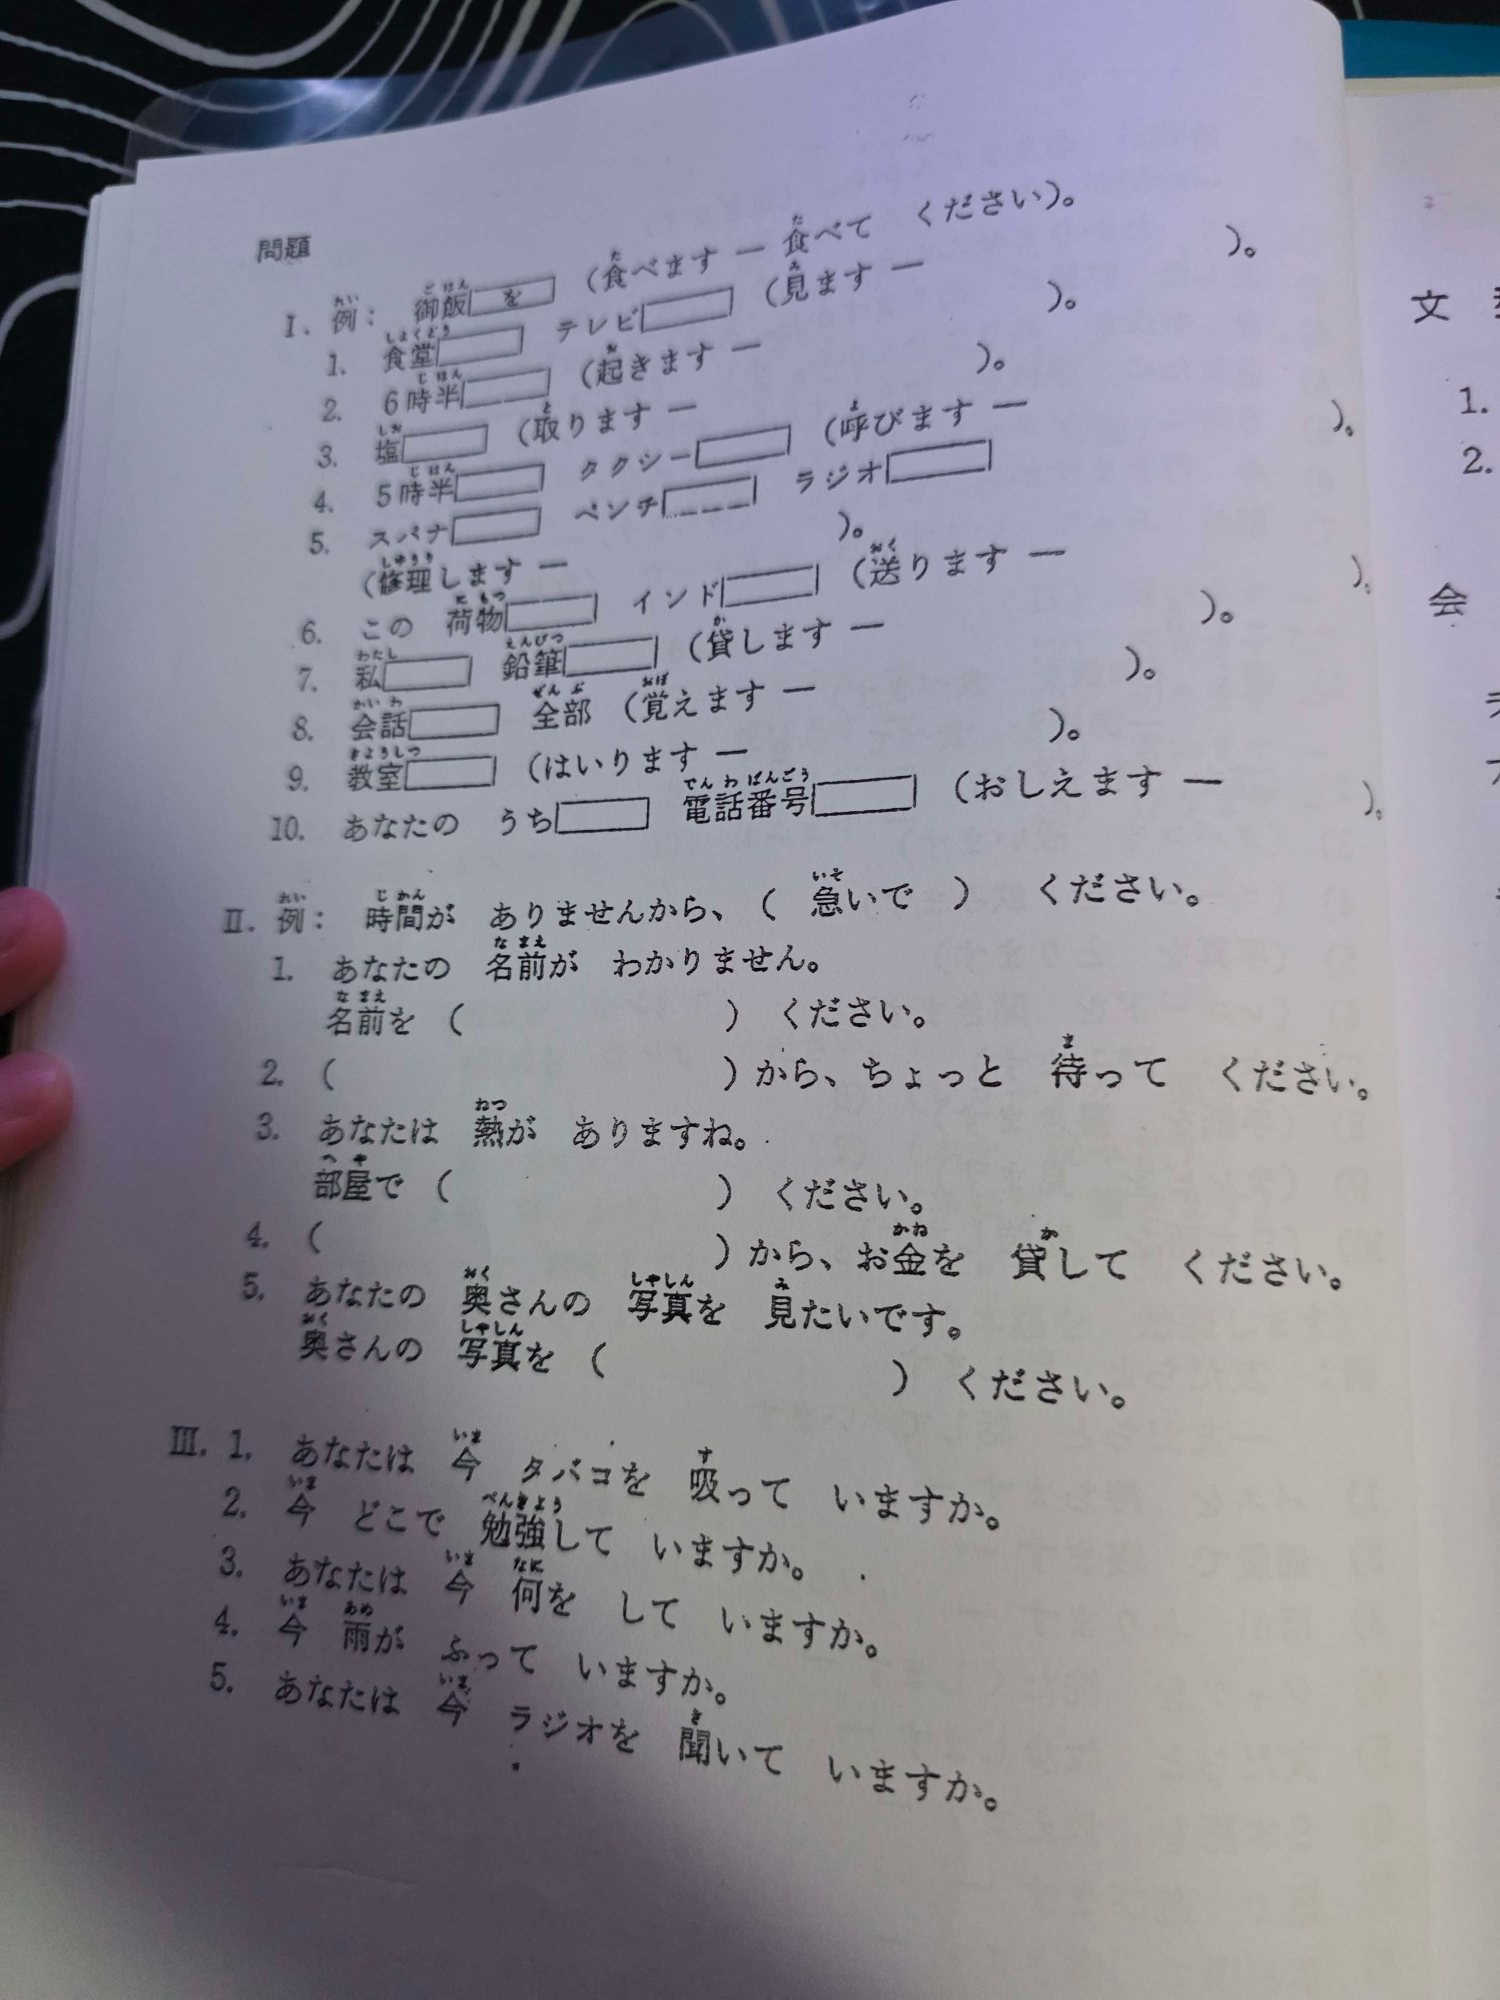 問題
I. 例: 御飯[を] (食べます ― 食べて ください)。
1. 食堂[ ] テレビ[ ] (見ます ― )。
2. 6時半[ ] (起きます ― )。
3. 塩[ ] (取ります ― )。
4. 5時半[ ] タクシー[ ] (呼びます ― )。
5. スパナ[ ] ペンチ[ ] ラジオ[ ]
(修理します ― )。
6. この 荷物[ ] インド[ ] (送ります ― )。
7. 私[ ] 鉛筆[ ] (貸します ― )。
8. 会話[ ] 全部 (覚えます ― )。
9. 教室[ ] (はいります ― )。
10. あなたの うち[ ] 電話番号[ ] (おしえます ― )。
II. 例: 時間が ありませんから、( 急いで ) ください。
1. あなたの 名前が わかりません。
名前を ( ) ください。
2. ( )から、ちょっと 待って ください。
3. あなたは 熱が ありますね。
部屋で ( ) ください。
4. ( )から、お金を 貸して ください。
5. あなたの 奥さんの 写真を 見たいです。
奥さんの 写真を ( ) ください。
III. 1. あなたは 今 タバコを 吸って いますか。
2. 今 どこで 勉強して いますか。
3. あなたは 今 何を して いますか。
4. 今 雨が ふって いますか。
5. あなたは 今 ラジオを 聞いて いますか。
文
1.
2.
会